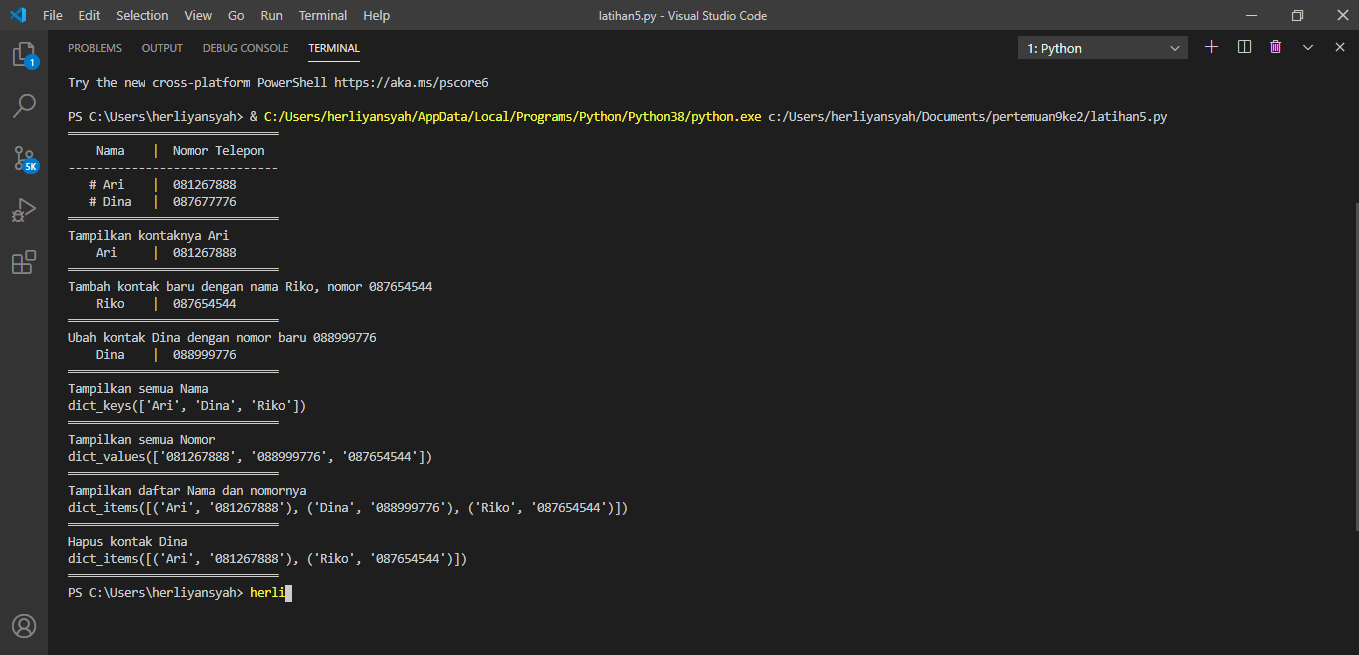 File Edit Selection View Go Run Terminal Help latihan5.py - Visual Studio Code
PROBLEMS OUTPUT DEBUG CONSOLE TERMINAL 1: Python
1
5K
Try the new cross-platform PowerShell https://aka.ms/pscore6
PS C:\Users\herliyansyah> & C:/Users/herliyansyah/AppData/Local/Programs/Python/Python38/python.exe c:/Users/herliyansyah/Documents/pertemuan9ke2/latihan5.py
==============================
    Nama    |  Nomor Telepon
------------------------------
   # Ari    |  081267888
   # Dina   |  087677776
==============================
Tampilkan kontaknya Ari
    Ari     |  081267888
==============================
Tambah kontak baru dengan nama Riko, nomor 087654544
    Riko    |  087654544
==============================
Ubah kontak Dina dengan nomor baru 088999776
    Dina    |  088999776
==============================
Tampilkan semua Nama
dict_keys(['Ari', 'Dina', 'Riko'])
==============================
Tampilkan semua Nomor
dict_values(['081267888', '088999776', '087654544'])
==============================
Tampilkan daftar Nama dan nomornya
dict_items([('Ari', '081267888'), ('Dina', '088999776'), ('Riko', '087654544')])
==============================
Hapus kontak Dina
dict_items([('Ari', '081267888'), ('Riko', '087654544')])
==============================
PS C:\Users\herliyansyah> herli